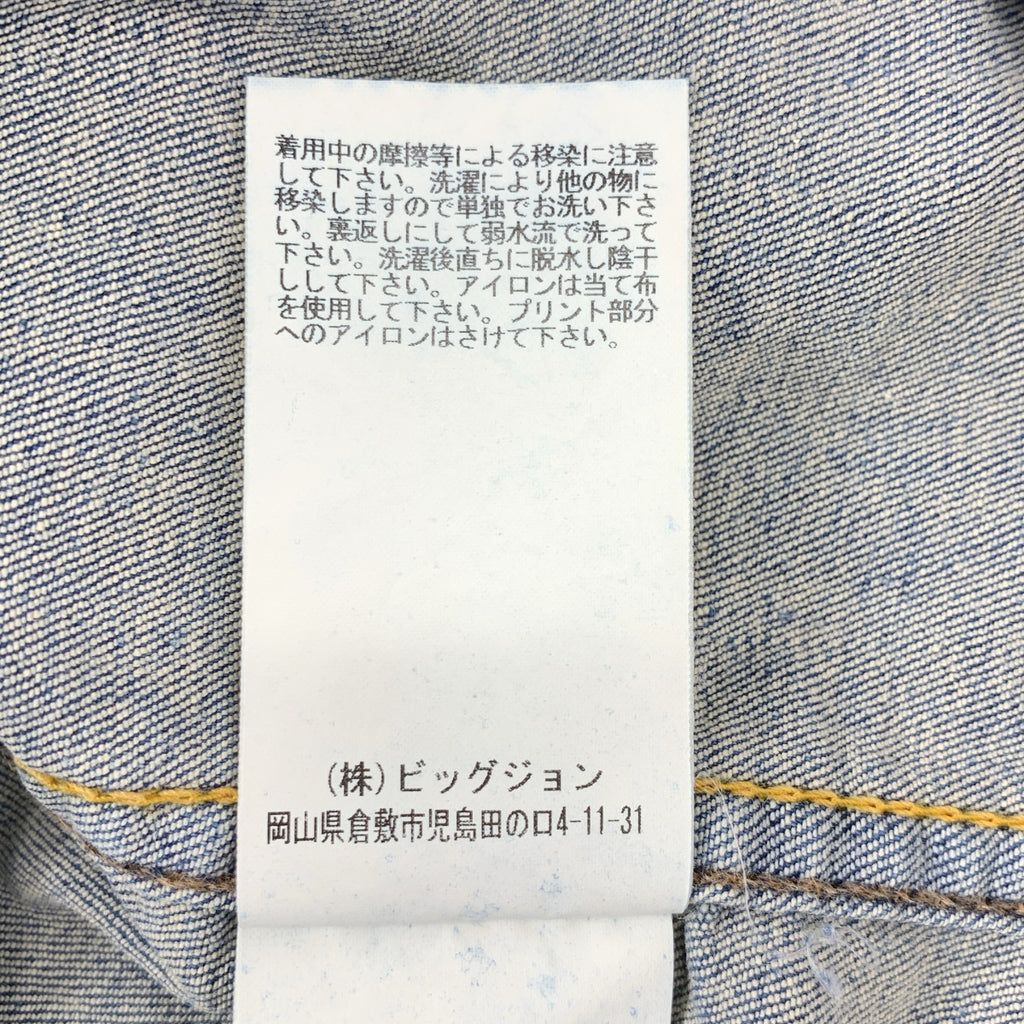 着用中の摩擦等による移染に注意
して下さい。洗濯により他の物に
移染しますので単独でお洗い下さ
い。裏返しにして弱水流で洗って
下さい。洗濯後直ちに脱水し陰干
しして下さい。アイロンは当て布
を使用して下さい。プリント部分
へのアイロンはさけて下さい。
(株)ビッグジョン
岡山県倉敷市児島田の口4-11-31